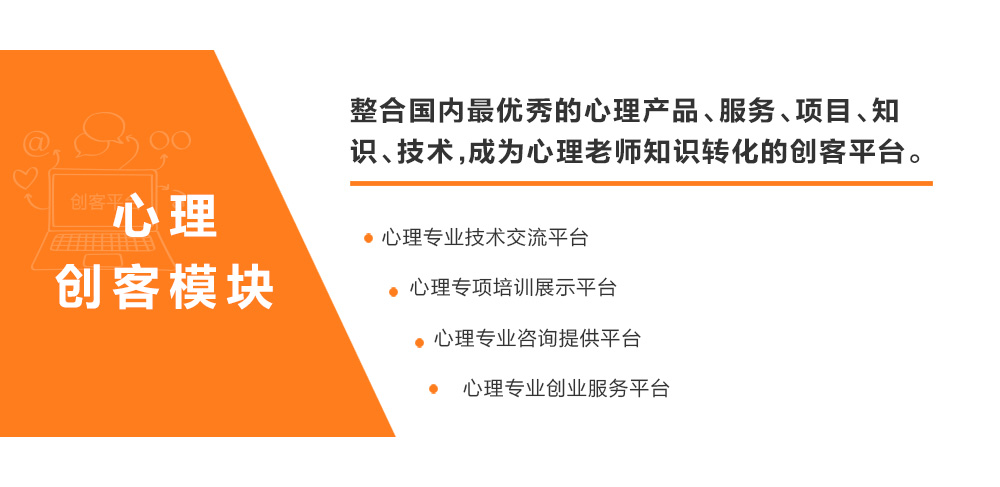 整合国内最优秀的心理产品、服务、项目、知
识、技术,成为心理老师知识转化的创客平台。
创客平
心理
创客模块
心理专业技术交流平台
心理专项培训展示平台
心理专业咨询提供平台
心理专业创业服务平台